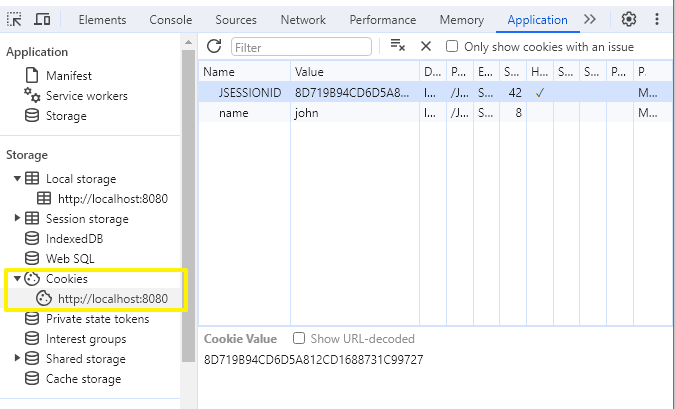 Elements Console Sessions Network Performance Memory Application
Application
Manifest
Service workers
Storage
Storage
Local storage
http://localhost:8080
Session storage
IndexedDB
Web SQL
Cookies
http://localhost:8080
Private state tokens
Interest groups
Shared storage
Cache storage
Filter Only show cookies with an issue
Name Value D... P... E... S... H... S... S... P... P.
JSESSIONID 8D719B94CD6D5A8... l... /J... S... 42 ✓ M...
name john l... /J... S... 8 M...
Cookie Value Show URL-decoded
8D719B94CD6D5A812CD1688731C99727